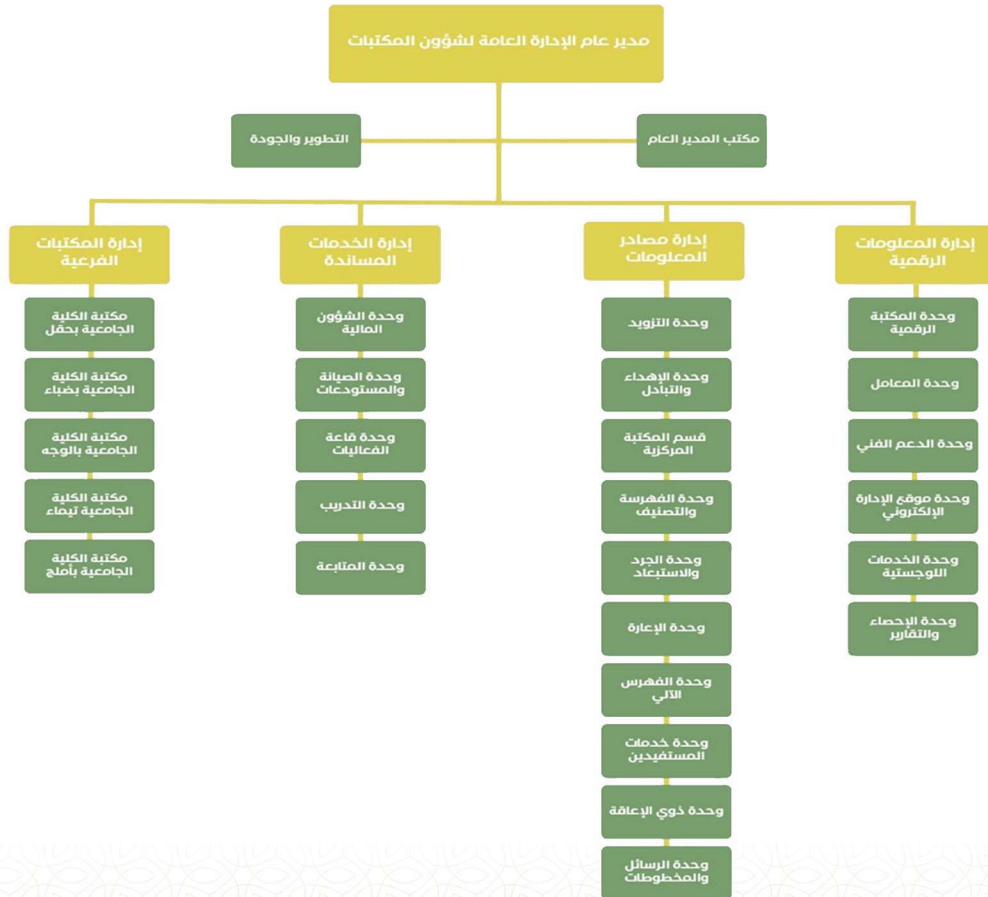 مدير عام الإدارة العامة لشؤون المكتبات
مكتب المدير العام
التطوير والجودة
إدارة المعلومات
الرقمية
وحدة المكتبة
الرقمية
وحدة المعامل
وحدة الدعم الفني
وحدة موقع الإدارة
الإلكتروني
وحدة الخدمات
اللوجستية
وحدة الإحصاء
والتقارير
إدارة مصادر
المعلومات
وحدة التزويد
وحدة الإهداء
والتبادل
قسم المكتبة
المركزية
وحدة الفهرسة
والتصنيف
وحدة الجرد
والاستبعاد
وحدة الإعارة
وحدة الفهرس
الآلي
وحدة خدمات
المستفيدين
وحدة ذوي الإعاقة
وحدة الرسائل
والمخطوطات
إدارة الخدمات
المساندة
وحدة الشؤون
المالية
وحدة الصيانة
والمستودعات
وحدة قاعة
الفعاليات
وحدة التدريب
وحدة المتابعة
إدارة المكتبات
الفرعية
مكتبة الكلية
الجامعية بحقل
مكتبة الكلية
الجامعية بضباء
مكتبة الكلية
الجامعية بالوجه
مكتبة الكلية
الجامعية تيماء
مكتبة الكلية
الجامعية بأملج